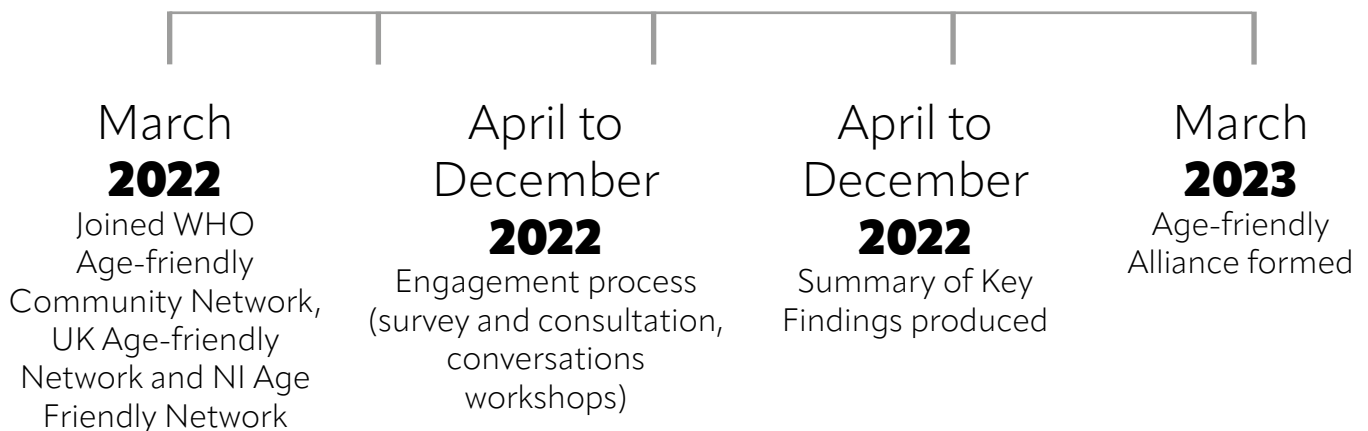 March
2022
Joined WHO
Age-friendly
Community Network,
UK Age-friendly
Network and NI Age
Friendly Network
April to
December
2022
Engagement process
(survey and consultation,
conversations
workshops)
April to
December
2022
Summary of Key
Findings produced
March
2023
Age-friendly
Alliance formed